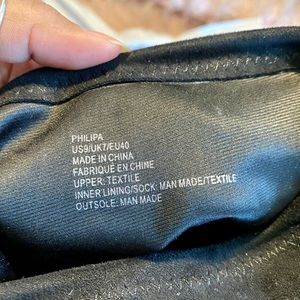 PHILIPA
US9/UK7/EU40
MADE IN CHINA
FABRIQUÉ EN CHINE
UPPER: TEXTILE
INNER LINING/SOCK: MAN MADE/TEXTILE
OUTSOLE: MAN MADE